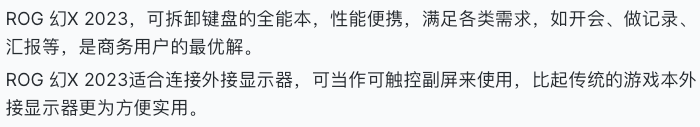 ROG 幻X 2023，可拆卸键盘的全能本，性能便携，满足各类需求，如开会、做记录、
汇报等，是商务用户的最优解。
ROG 幻X 2023适合连接外接显示器，可当作可触控副屏来使用，比起传统的游戏本外
接显示器更为方便实用。